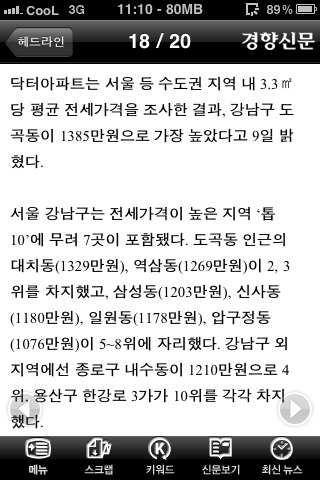 CooL 3G 11:10 - 80MB 89%
헤드라인 18 / 20 경향신문
닥터아파트는 서울 등 수도권 지역 내 3.3㎡
당 평균 전세가격을 조사한 결과, 강남구 도
곡동이 1385만원으로 가장 높았다고 9일 밝
혔다.
서울 강남구는 전세가격이 높은 지역 ‘톱
10’에 무려 7곳이 포함됐다. 도곡동 인근의
대치동(1329만원), 역삼동(1269만원)이 2, 3
위를 차지했고, 삼성동(1203만원), 신사동
(1180만원), 일원동(1178만원), 압구정동
(1076만원)이 5~8위에 자리했다. 강남구 외
지역에선 종로구 내수동이 1210만원으로 4
위, 용산구 한강로 3가가 10위를 각각 차지
했다.
메뉴 스크랩 키워드 신문보기 최신 뉴스